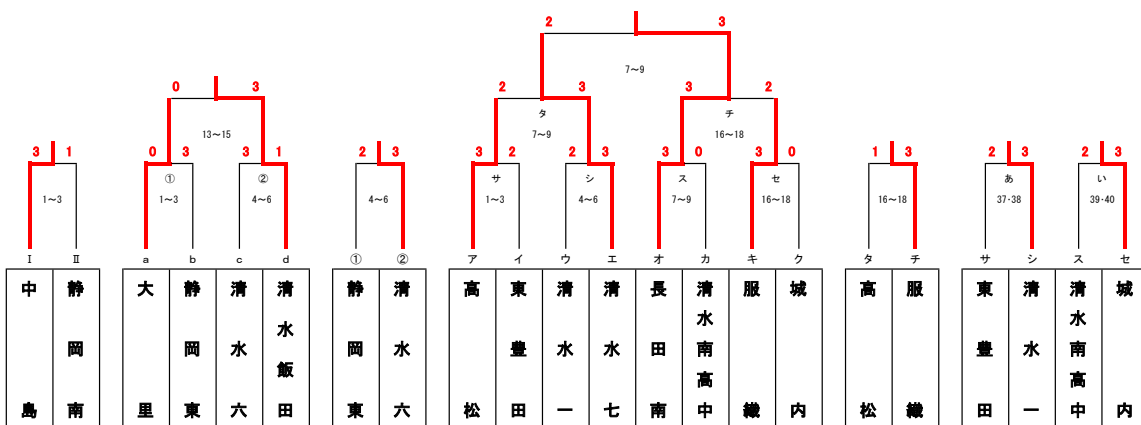 2 3
7～9
0 3 2 3 3 2
13～15 タ 7～9 チ 16～18
3 1 0 3 3 1 2 3 3 2 2 3 3 0 3 0 1 3 2 3 2 3
① ② サ シ ス セ あ い
1～3 1～3 4～6 4～6 1～3 4～6 7～9 16～18 16～18 37・38 39・40
Ⅰ Ⅱ a b c d ① ② ア イ ウ エ オ カ キ ク タ チ サ シ ス セ
中島
静岡南
大里
静岡東
清水六
清水飯田
静岡東
清水六
高松
東豊田
清水一
清水七
長田南
清水南高中
服織
城内
高松
服織
東豊田
清水一
清水南高中
城内